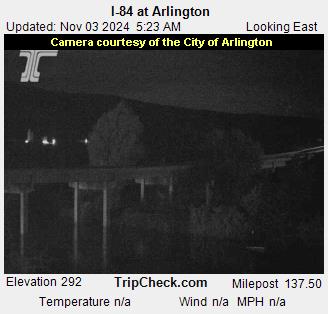 I-84 at Arlington
Updated: Nov 03 2024 5:23 AM Looking East
Camera courtesy of the City of Arlington
Elevation 292 TripCheck.com Milepost 137.50
Temperature n/a Wind n/a MPH n/a